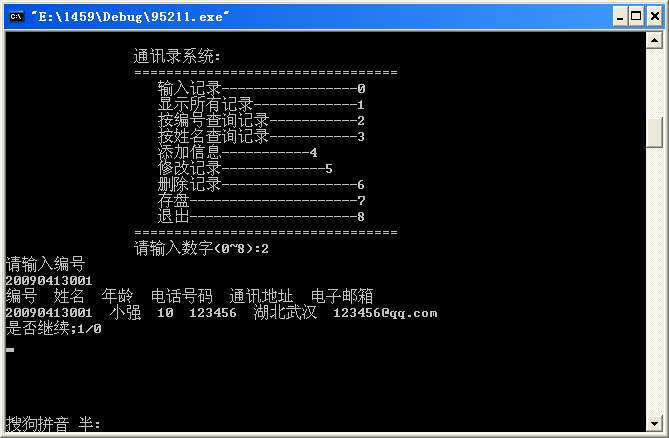 "E:\1459\Debug\95211.exe"
通讯录系统:
=================================
输入记录-----------------0
显示所有记录-------------1
按编号查询记录-----------2
按姓名查询记录-----------3
添加信息-----------4
修改记录-------------5
删除记录-----------------6
存盘---------------------7
退出---------------------8
=================================
请输入数字(0~8):2
请输入编号
20090413001
编号  姓名  年龄  电话号码  通讯地址  电子邮箱
20090413001  小强  10  123456  湖北武汉  123456@qq.com
是否继续;1/0
搜狗拼音 半: